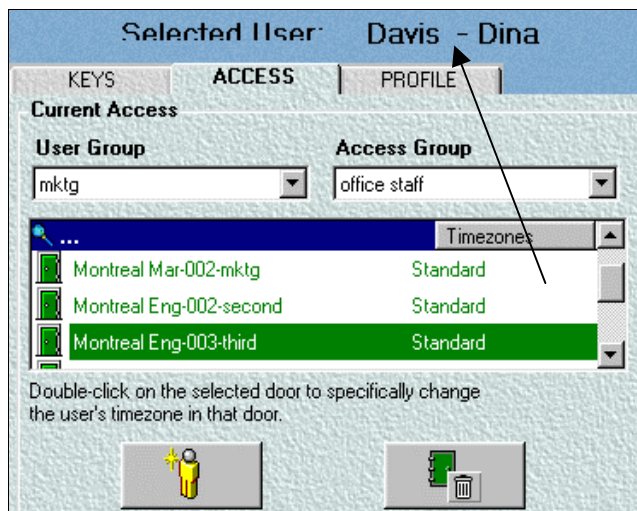 Selected User: Davis - Dina
KEYS ACCESS PROFILE
Current Access
User Group Access Group
mktg office staff
... Timezones
Montreal Mar-002-mktg Standard
Montreal Eng-002-second Standard
Montreal Eng-003-third Standard
Double-click on the selected door to specifically change
the user's timezone in that door.